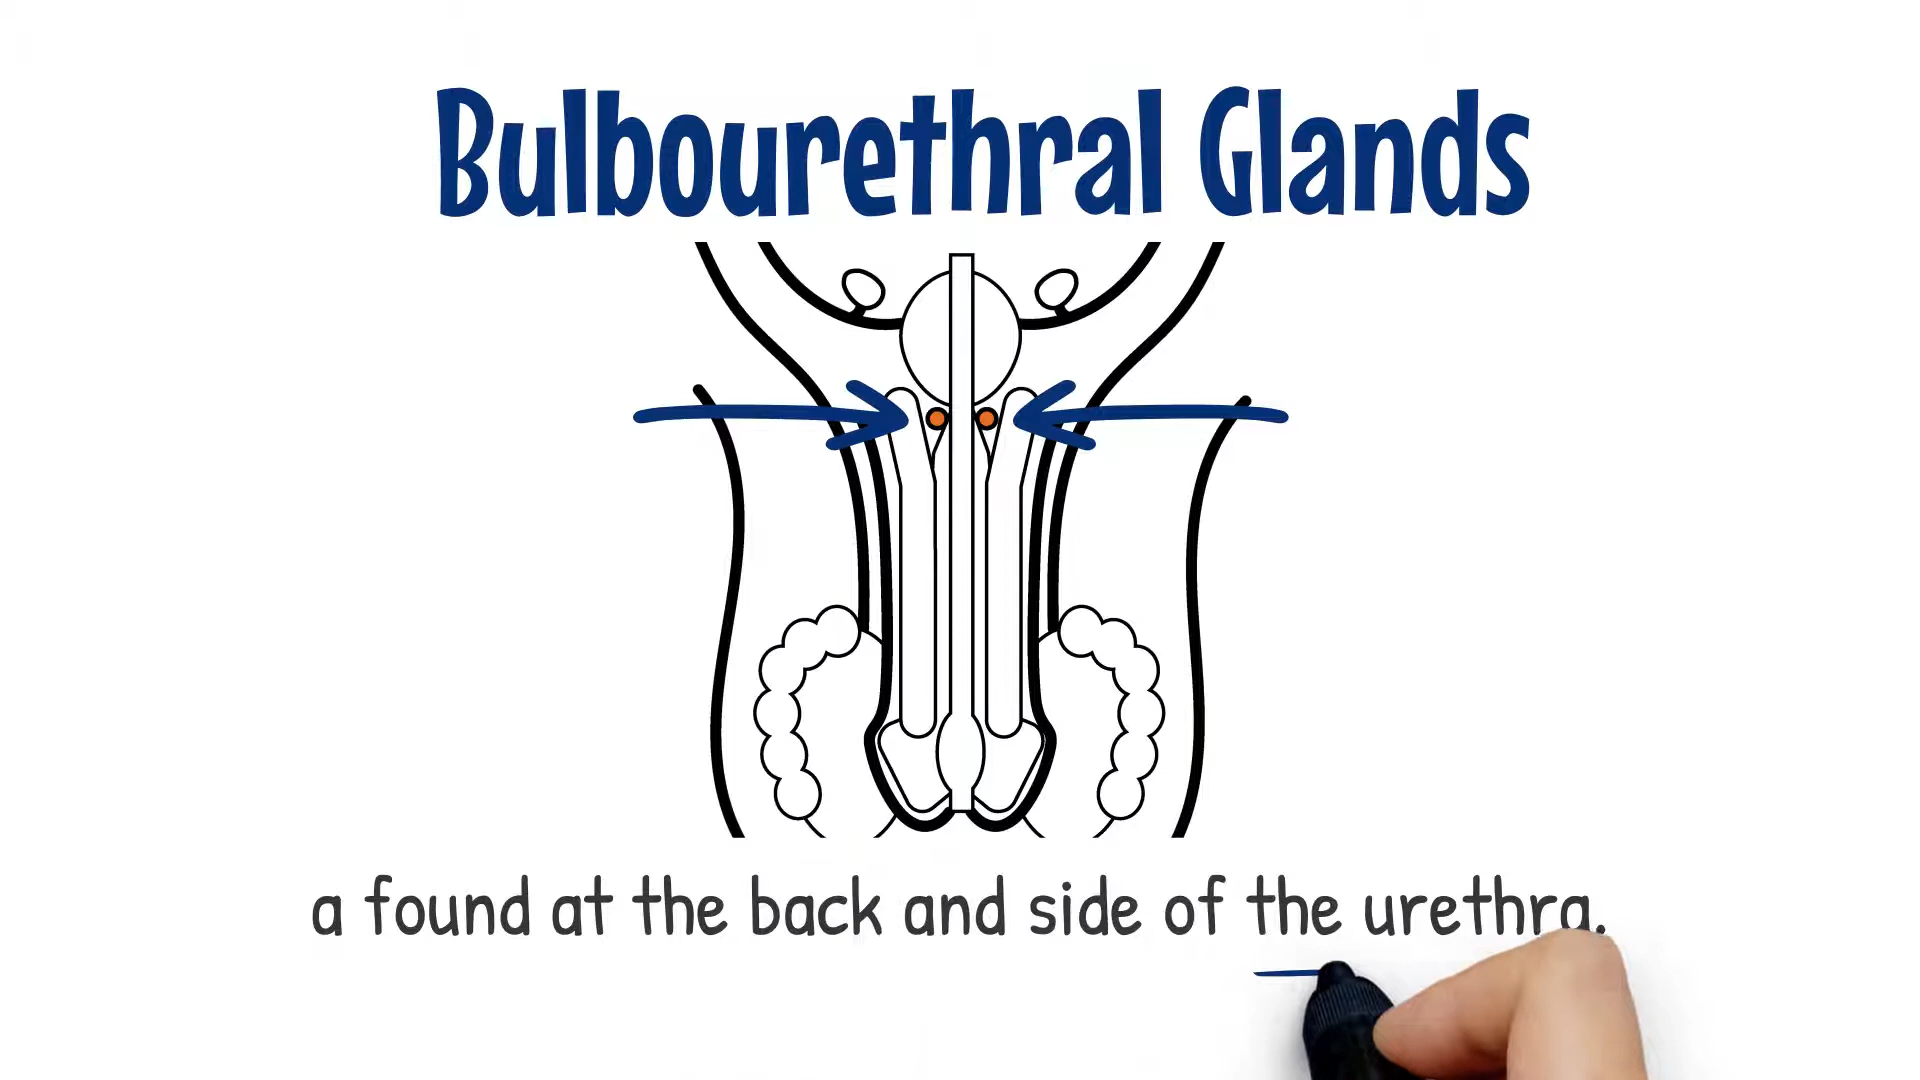 Bulbourethral Glands
a found at the back and side of the urethra.